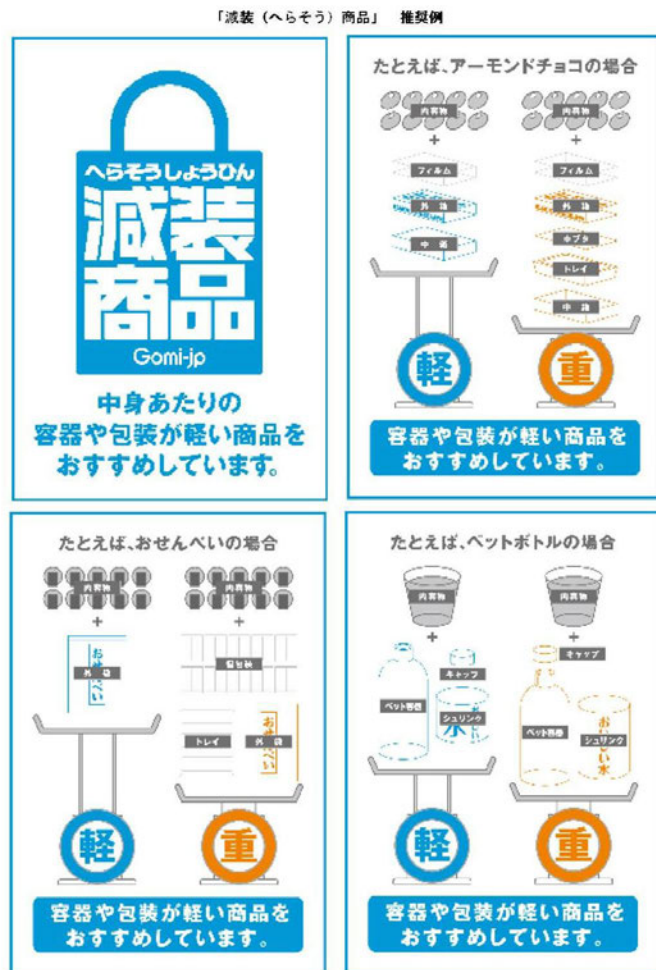 「減装（へらそう）商品」　推奨例
へらそうしょうひん
減装
商品
Gomi-jp
中身あたりの
容器や包装が軽い商品を
おすすめしています。
たとえば、アーモンドチョコの場合
内容物
+
フィルム
外箱
中箱
軽
内容物
+
フィルム
外箱
中ブタ
トレイ
中箱
重
容器や包装が軽い商品を
おすすめしています。
たとえば、おせんべいの場合
内容物
+
おせんべい
外袋
軽
内容物
+
個包装
トレイ
おせんべい
外袋
重
容器や包装が軽い商品を
おすすめしています。
たとえば、ペットボトルの場合
内容物
+
ペット容器
キャップ
シュリンク
軽
内容物
+
キャップ
ペット容器
シュリンク
重
容器や包装が軽い商品を
おすすめしています。